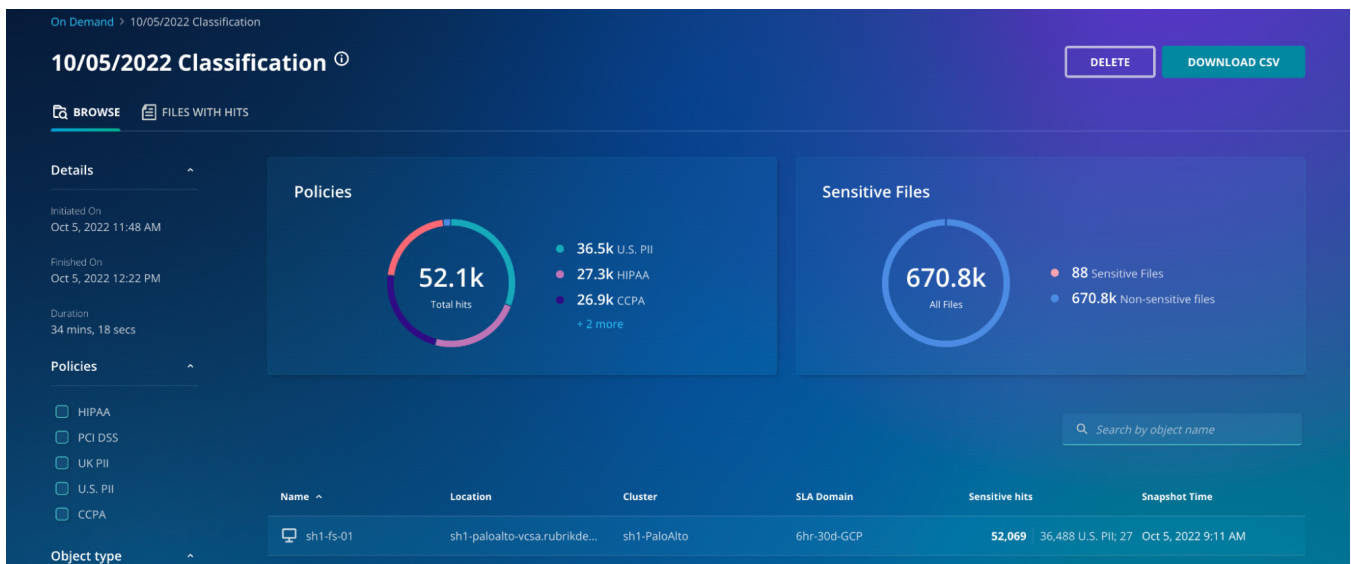 On Demand > 10/05/2022 Classification
10/05/2022 Classification
DELETE
DOWNLOAD CSV
BROWSE
FILES WITH HITS
Details
Initiated On
Oct 5, 2022 11:48 AM
Finished On
Oct 5, 2022 12:22 PM
Duration
34 mins, 18 secs
Policies
HIPAA
PCI DSS
UK PII
U.S. PII
CCPA
Object type
Policies
52.1k
Total hits
36.5k U.S. PII
27.3k HIPAA
26.9k CCPA
+ 2 more
Sensitive Files
670.8k
All Files
88 Sensitive Files
670.8k Non-sensitive files
Search by object name
Name Location Cluster SLA Domain Sensitive hits Snapshot Time
sh1-fs-01 sh1-paloalto-vcsa.rubrikde... sh1-PaloAlto 6hr-30d-GCP 52,069 36,488 U.S. PII; 27 Oct 5, 2022 9:11 AM